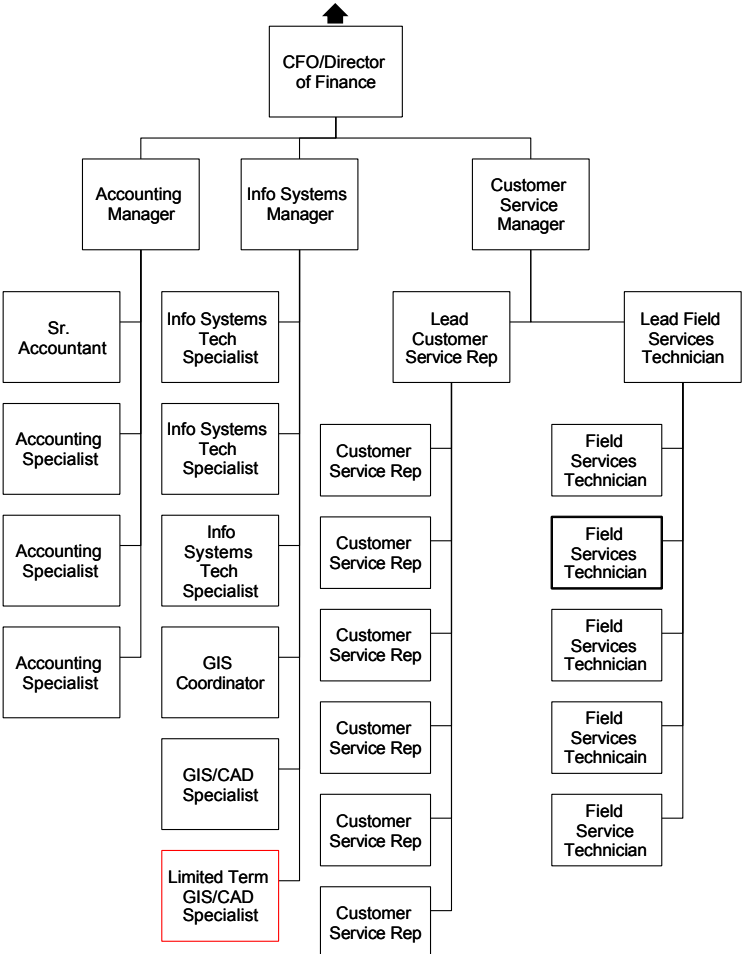 CFO/Director
of Finance
Accounting
Manager
Info Systems
Manager
Customer
Service
Manager
Sr.
Accountant
Accounting
Specialist
Accounting
Specialist
Accounting
Specialist
Info Systems
Tech
Specialist
Info Systems
Tech
Specialist
Info
Systems
Tech
Specialist
GIS
Coordinator
GIS/CAD
Specialist
Limited Term
GIS/CAD
Specialist
Lead
Customer
Service Rep
Customer
Service Rep
Customer
Service Rep
Customer
Service Rep
Customer
Service Rep
Customer
Service Rep
Customer
Service Rep
Lead Field
Services
Technician
Field
Services
Technician
Field
Services
Technician
Field
Services
Technician
Field
Services
Technicain
Field
Service
Technician